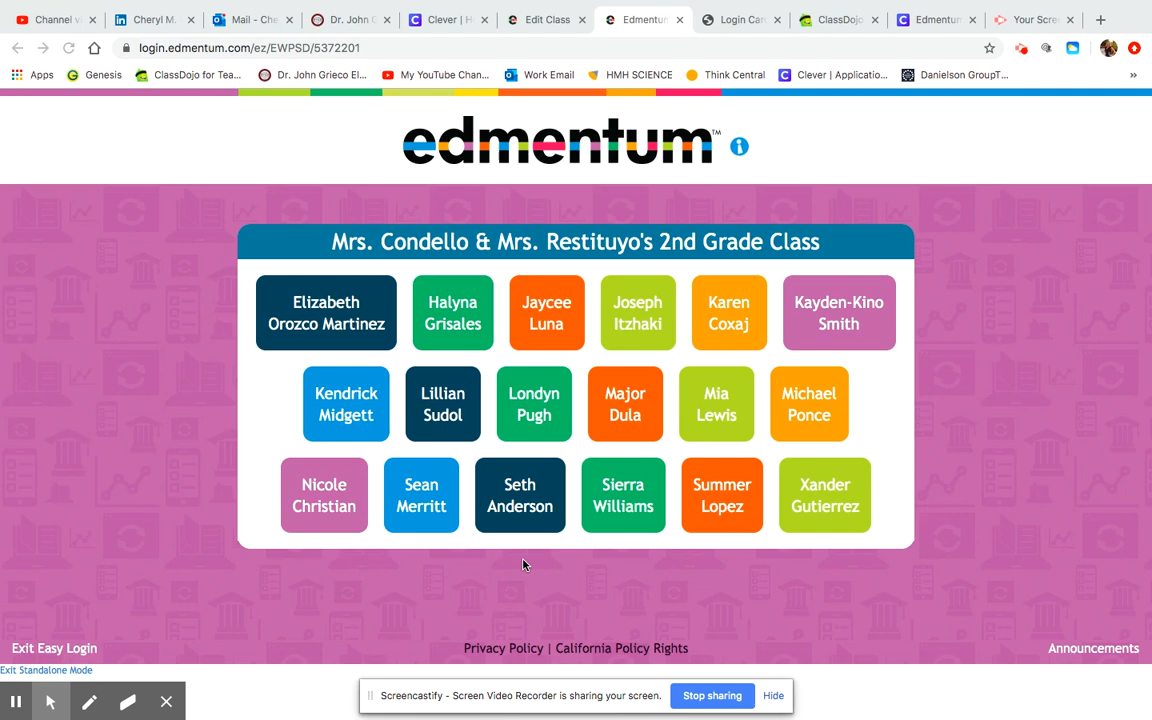 Channel vi
Cheryl M.
Mail - Che
Dr. John G
Clever | H
Edit Class
Edmentum
Login Card
ClassDojo
Edmentum
Your Scre
login.edmentum.com/ez/EWPSD/5372201
Apps
Genesis
ClassDojo for Tea...
Dr. John Grieco El...
My YouTube Chan...
Work Email
HMH SCIENCE
Think Central
Clever | Applicatio...
Danielson GroupT...
edmentum™
Mrs. Condello & Mrs. Restituyo's 2nd Grade Class
Elizabeth
Orozco Martinez
Halyna
Grisales
Jaycee
Luna
Joseph
Itzhaki
Karen
Coxaj
Kayden-Kino
Smith
Kendrick
Midgett
Lillian
Sudol
Londyn
Pugh
Major
Dula
Mia
Lewis
Michael
Ponce
Nicole
Christian
Sean
Merritt
Seth
Anderson
Sierra
Williams
Summer
Lopez
Xander
Gutierrez
Exit Easy Login
Privacy Policy | California Policy Rights
Announcements
Exit Standalone Mode
Screencastify - Screen Video Recorder is sharing your screen.
Stop sharing
Hide